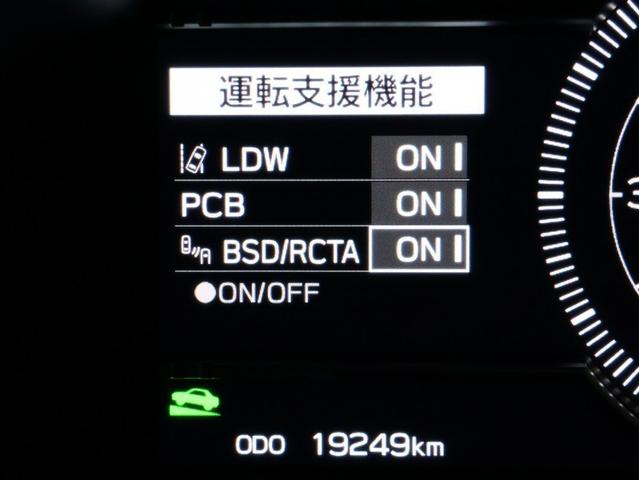 運転支援機能
LDW ON
PCB ON
BSD/RCTA ON
●ON/OFF
ODO 19249km